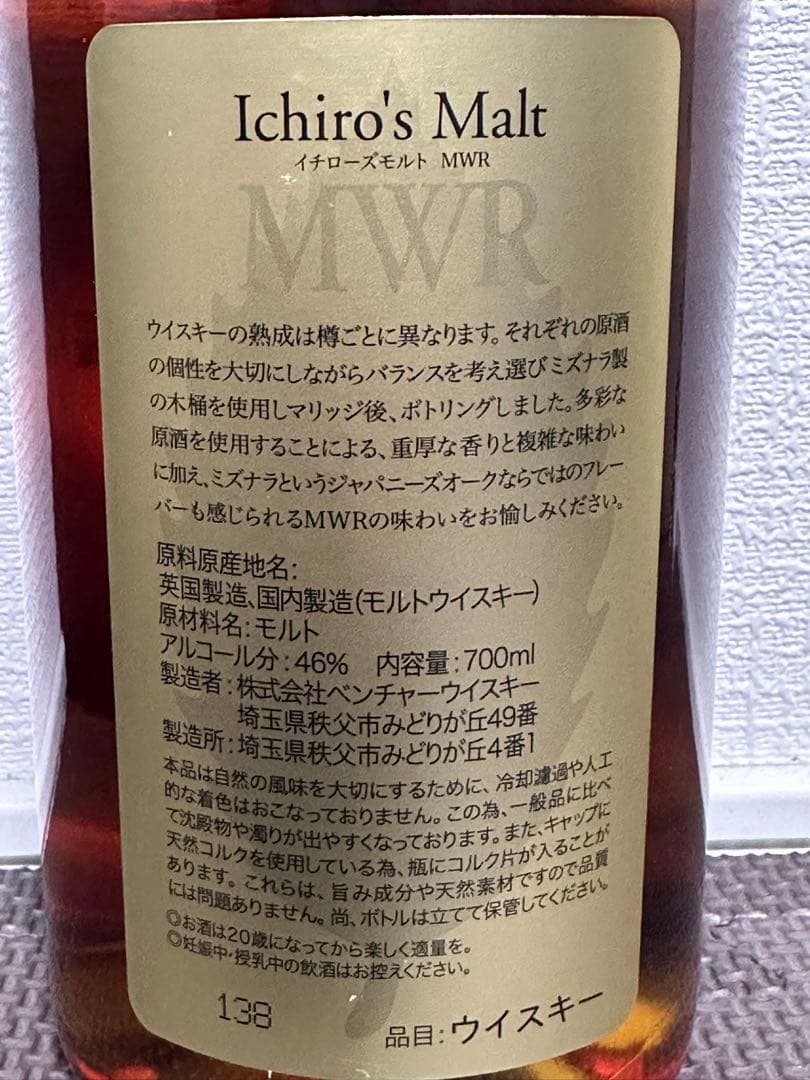 Ichiro's Malt
イチローズモルト MWR
MWR
ウイスキーの熟成は樽ごとに異なります。それぞれの原酒
の個性を大切にしながらバランスを考え選びミズナラ製
の木桶を使用しマリッジ後、ボトリングしました。多彩な
原酒を使用することによる、重厚な香りと複雑な味わい
に加え、ミズナラというジャパニーズオークならではのフレー
バーも感じられるMWRの味わいをお愉しみください。
原料原産地名:
英国製造、国内製造(モルトウイスキー)
原材料名:モルト
アルコール分:46% 内容量:700ml
製造者:株式会社ベンチャーウイスキー
埼玉県秩父市みどりが丘49番
製造所:埼玉県秩父市みどりが丘4番1
本品は自然の風味を大切にするために、冷却濾過や人工
的な着色はおこなっておりません。この為、一般品に比べ
て沈殿物や濁りが出やすくなっております。また、キャップに
天然コルクを使用している為、瓶にコルク片が入ることが
あります。これらは、旨み成分や天然素材ですので品質
には問題ありません。尚、ボトルは立てて保管してください。
◎お酒は20歳になってから楽しく適量を。
◎妊娠中・授乳中の飲酒はお控えください。
138
品目:ウイスキー